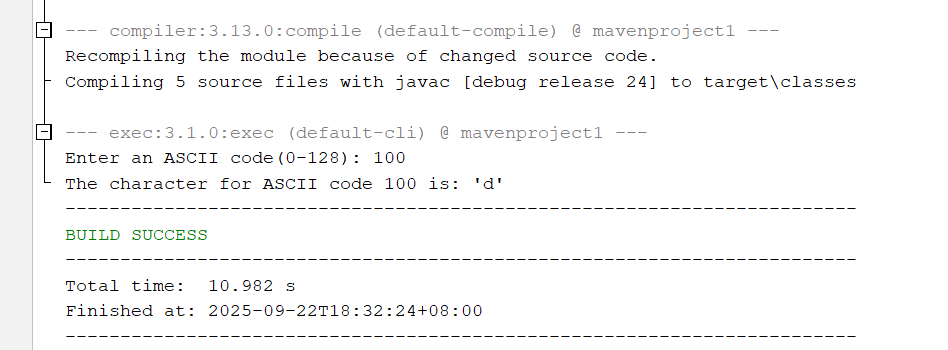 --- compiler:3.13.0:compile (default-compile) @ mavenproject1 ---
Recompiling the module because of changed source code.
Compiling 5 source files with javac [debug release 24] to target\classes
--- exec:3.1.0:exec (default-cli) @ mavenproject1 ---
Enter an ASCII code(0-128): 100
The character for ASCII code 100 is: 'd'
------------------------------------------------------------------------
BUILD SUCCESS
------------------------------------------------------------------------
Total time:  10.982 s
Finished at: 2025-09-22T18:32:24+08:00
------------------------------------------------------------------------